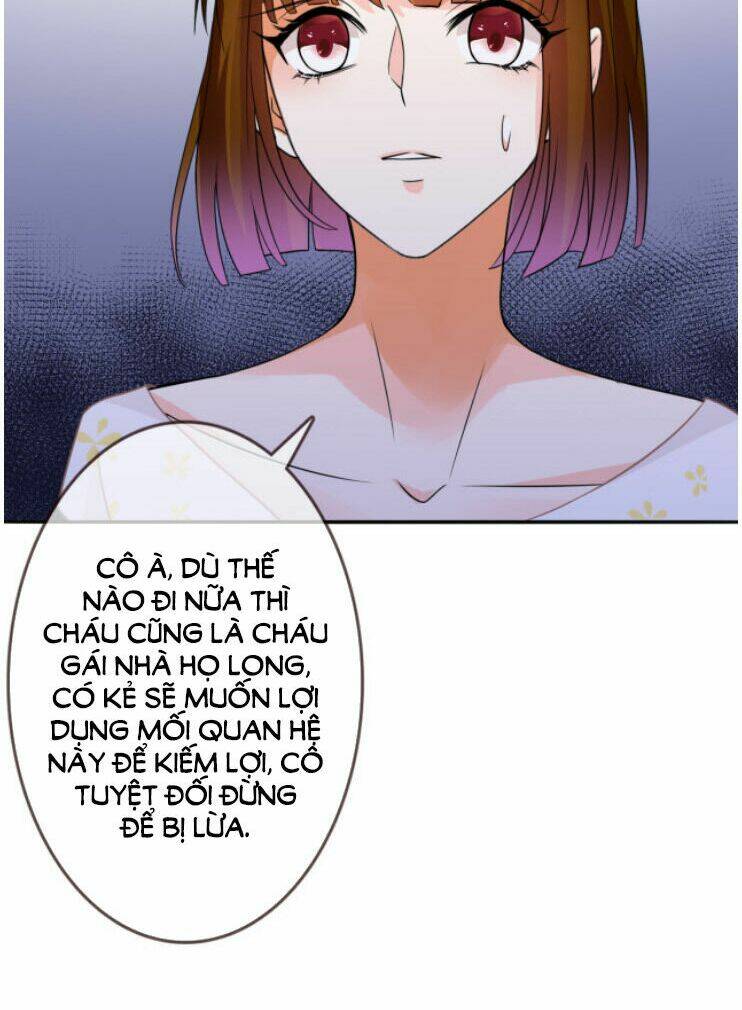 CÔ À, DÙ THẾ
NÀO ĐI NỮA THÌ
CHÁU CŨNG LÀ CHÁU
GÁI NHÀ HỌ LONG,
CÓ KẺ SẼ MUỐN LỢI
DỤNG MỐI QUAN HỆ
NÀY ĐỂ KIẾM LỢI, CÔ
TUYỆT ĐỐI ĐỪNG
ĐỂ BỊ LỪA.